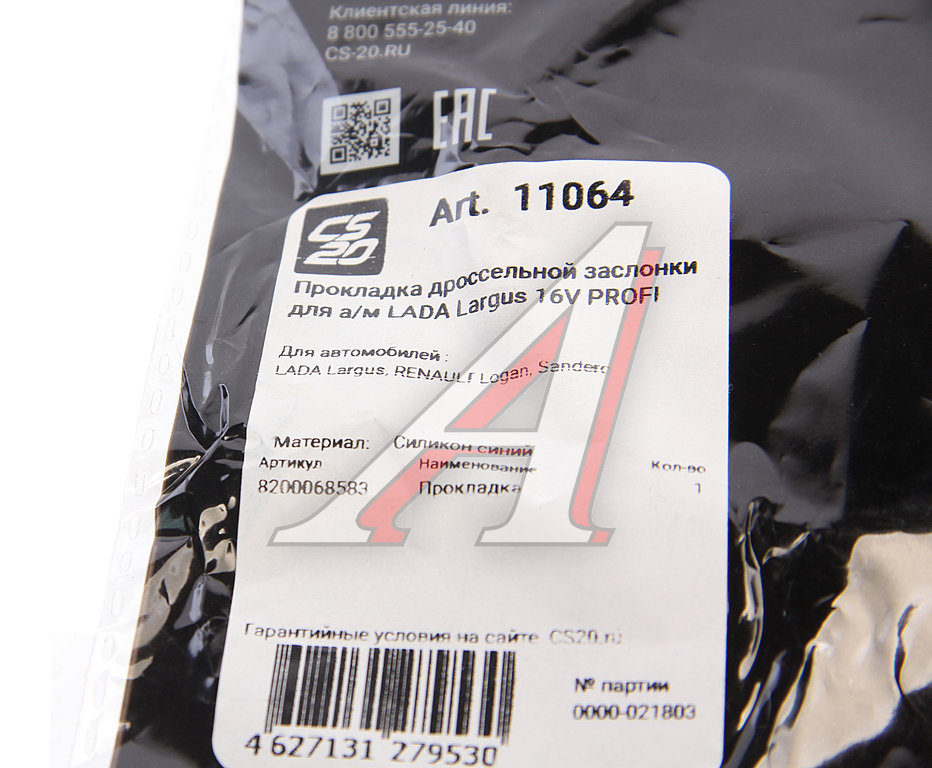 Клиентская линия:
8 800 555-25-40
CS-20.RU
EAC
CS
20
Art. 11064
Прокладка дроссельной заслонки
для а/м LADA Largus 16V PROFI
Для автомобилей :
LADA Largus, RENAULT Logan, Sandero
Материал: Силикон синий
Артикул Наименование Кол-во
8200068583 Прокладка 1
Гарантийные условия на сайте CS20.ru
№ партии
0000-021803
4 627131 279530